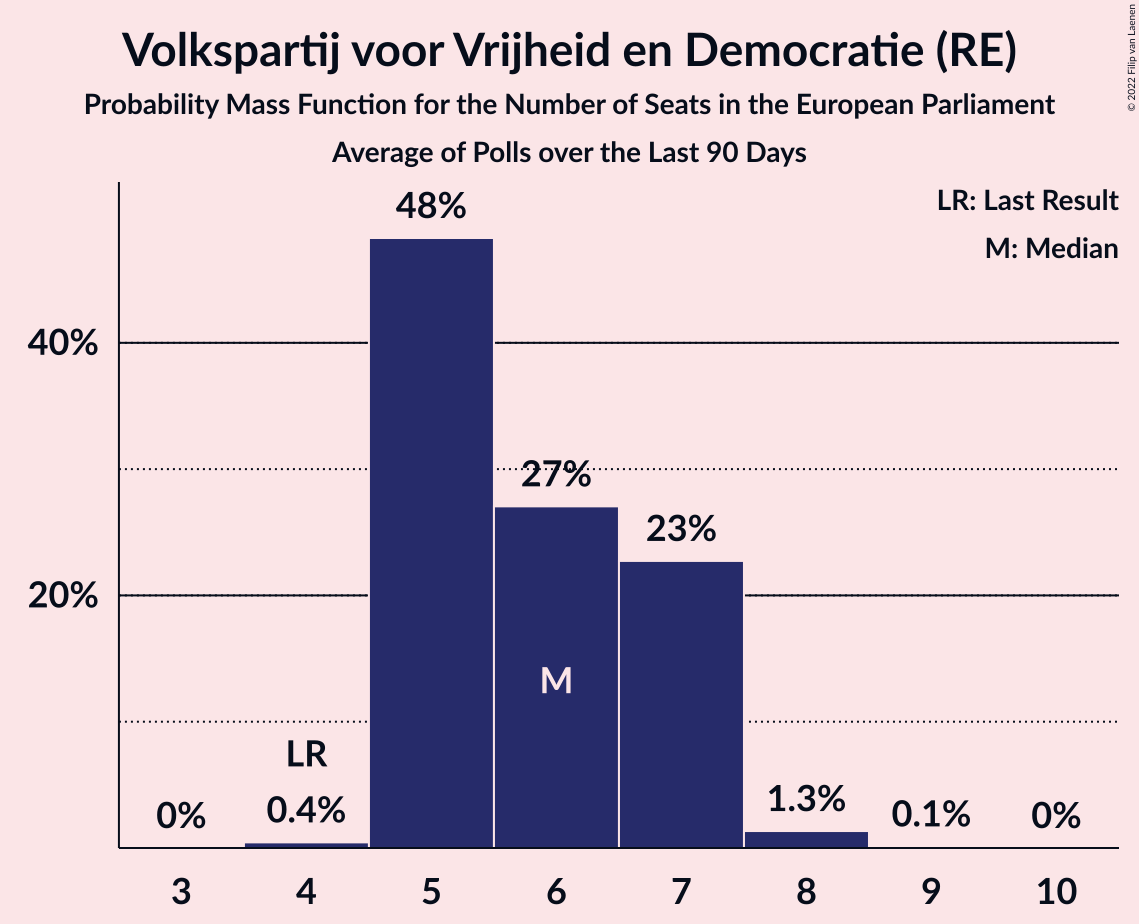 Volkspartij voor Vrijheid en Democratie (RE)
Probability Mass Function for the Number of Seats in the European Parliament
Average of Polls over the Last 90 Days
© 2022 Filip van Laenen
LR: Last Result
M: Median
48%
40%
27%
23%
20%
M
LR
0%
0.4%
1.3%
0.1%
0%
3 4 5 6 7 8 9 10